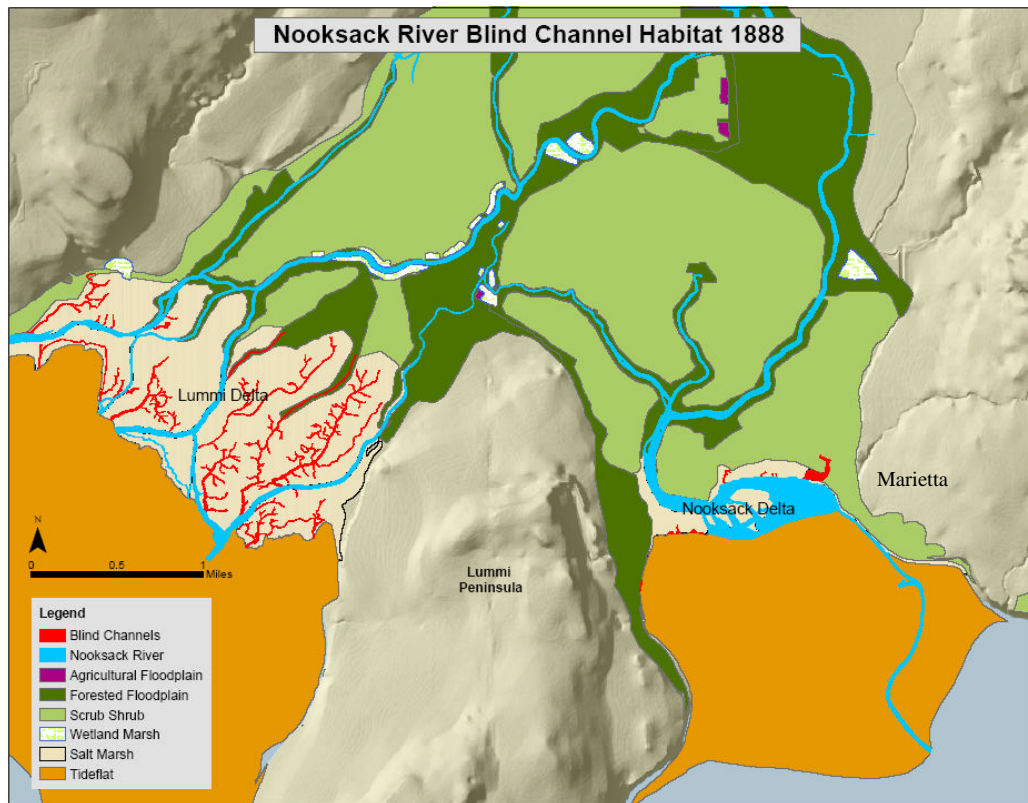 Nooksack River Blind Channel Habitat 1888
Lummi Delta
Marietta
Nooksack Delta
Lummi
Peninsula
N
0 0.5 1
Miles
Legend
Blind Channels
Nooksack River
Agricultural Floodplain
Forested Floodplain
Scrub Shrub
Wetland Marsh
Salt Marsh
Tideflat